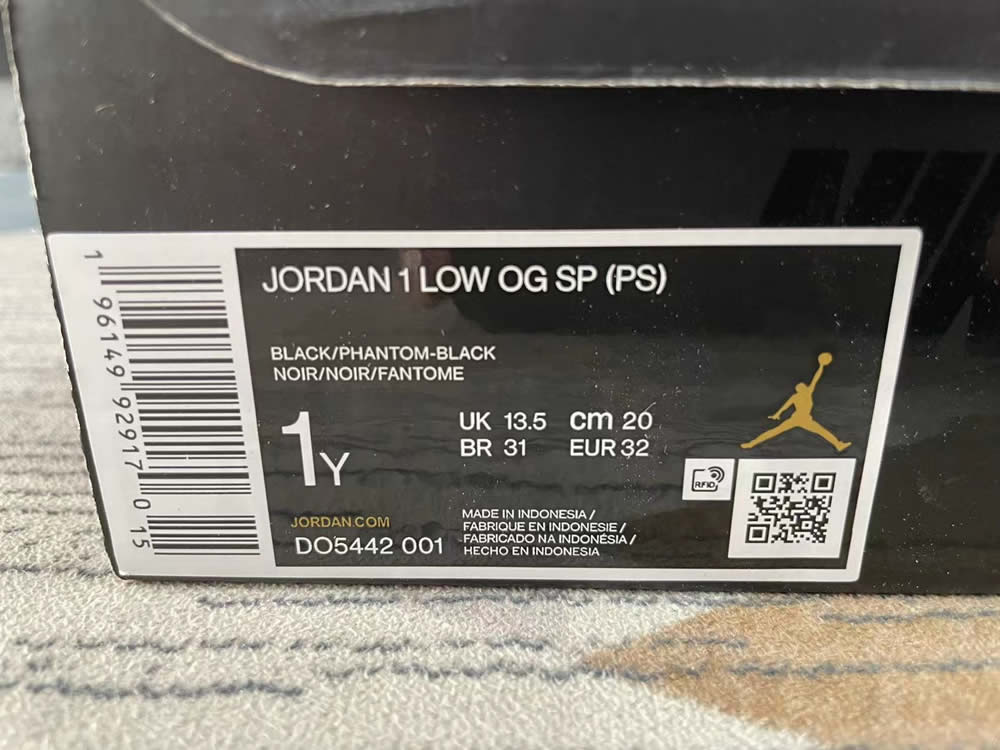 JORDAN 1 LOW OG SP (PS)
BLACK/PHANTOM-BLACK
NOIR/NOIR/FANTOME
1Y
UK 13.5 cm 20
BR 31 EUR 32
RFID
JORDAN.COM
DO5442 001
MADE IN INDONESIA /
FABRIQUE EN INDONESIE /
FABRICADO NA INDONÉSIA /
HECHO EN INDONESIA
1 96149 92917 0 15